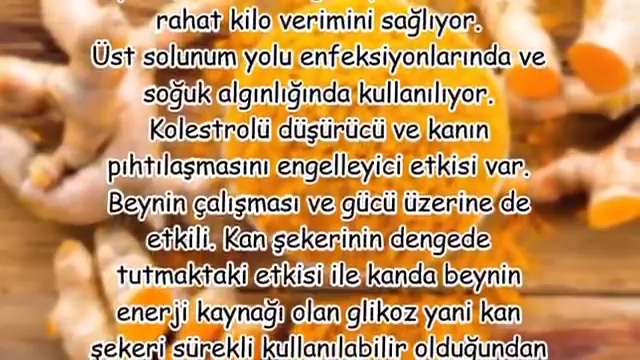 rahat kilo verimini sağlıyor.
Üst solunum yolu enfeksiyonlarında ve
soğuk algınlığında kullanılıyor.
Kolestrolü düşürücü ve kanın
pıhtılaşmasını engelleyici etkisi var.
Beynin çalışması ve gücü üzerine de
etkili. Kan şekerinin dengede
tutmaktaki etkisi ile kanda beynin
enerji kaynağı olan glikoz yani kan
şekeri sürekli kullanılabilir olduğundan